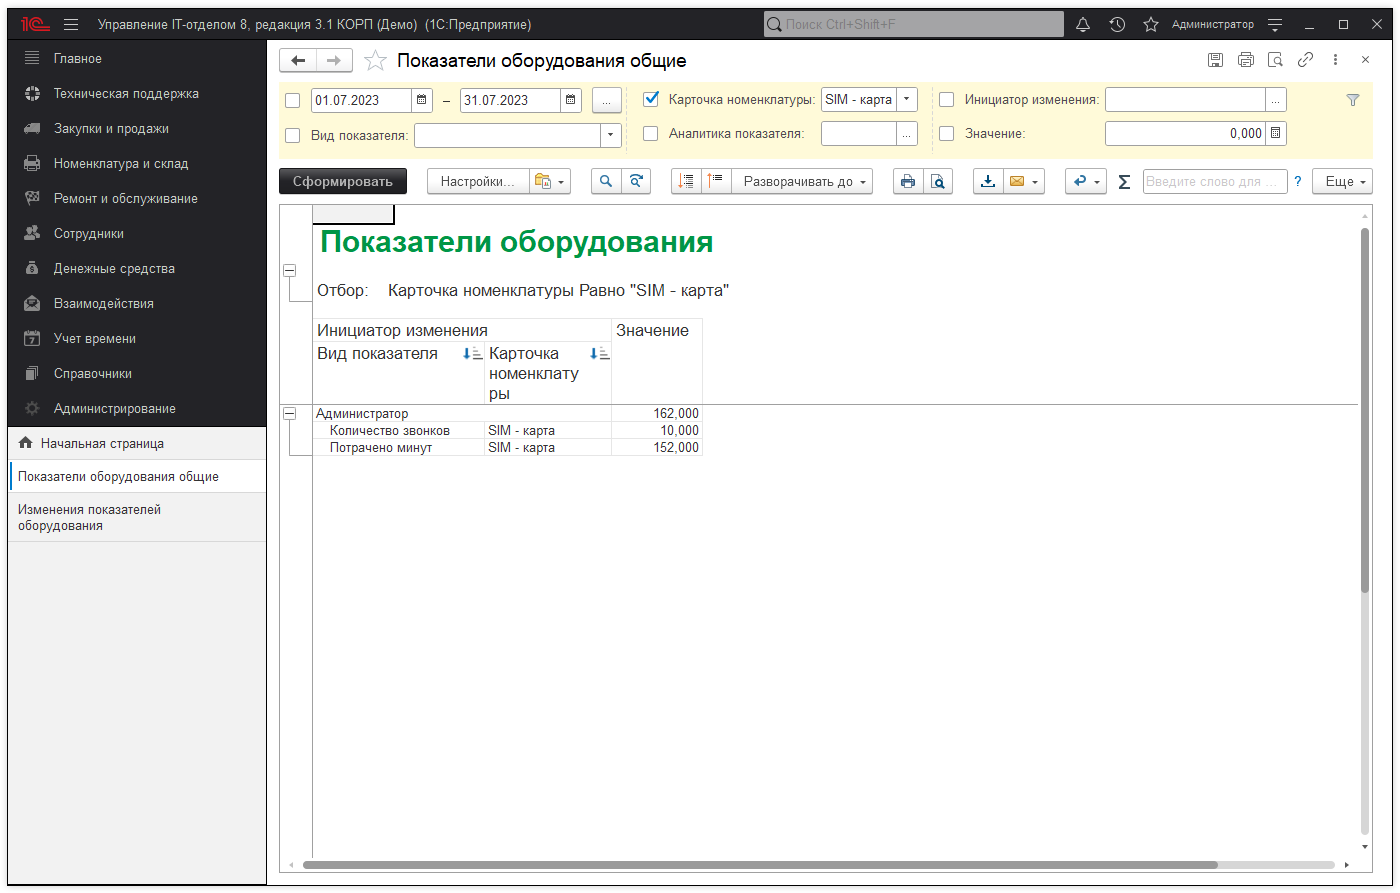 1С Управление IT-отделом 8, редакция 3.1 КОРП (Демо) (1С:Предприятие) Поиск Ctrl+Shift+F Администратор
Главное
Техническая поддержка
Закупки и продажи
Номенклатура и склад
Ремонт и обслуживание
Сотрудники
Денежные средства
Взаимодействия
Учет времени
Справочники
Администрирование
Начальная страница
Показатели оборудования общие
Изменения показателей
оборудования
Показатели оборудования общие
01.07.2023 – 31.07.2023 ... Карточка номенклатуры: SIM - карта Инициатор изменения: ...
Вид показателя: Аналитика показателя: ... Значение: 0,000
Сформировать Настройки... Разворачивать до Σ Введите слово для ... ? Еще
Показатели оборудования
Отбор: Карточка номенклатуры Равно "SIM - карта"
Инициатор изменения Значение
Вид показателя Карточка
номенклату
ры
Администратор 162,000
Количество звонков SIM - карта 10,000
Потрачено минут SIM - карта 152,000